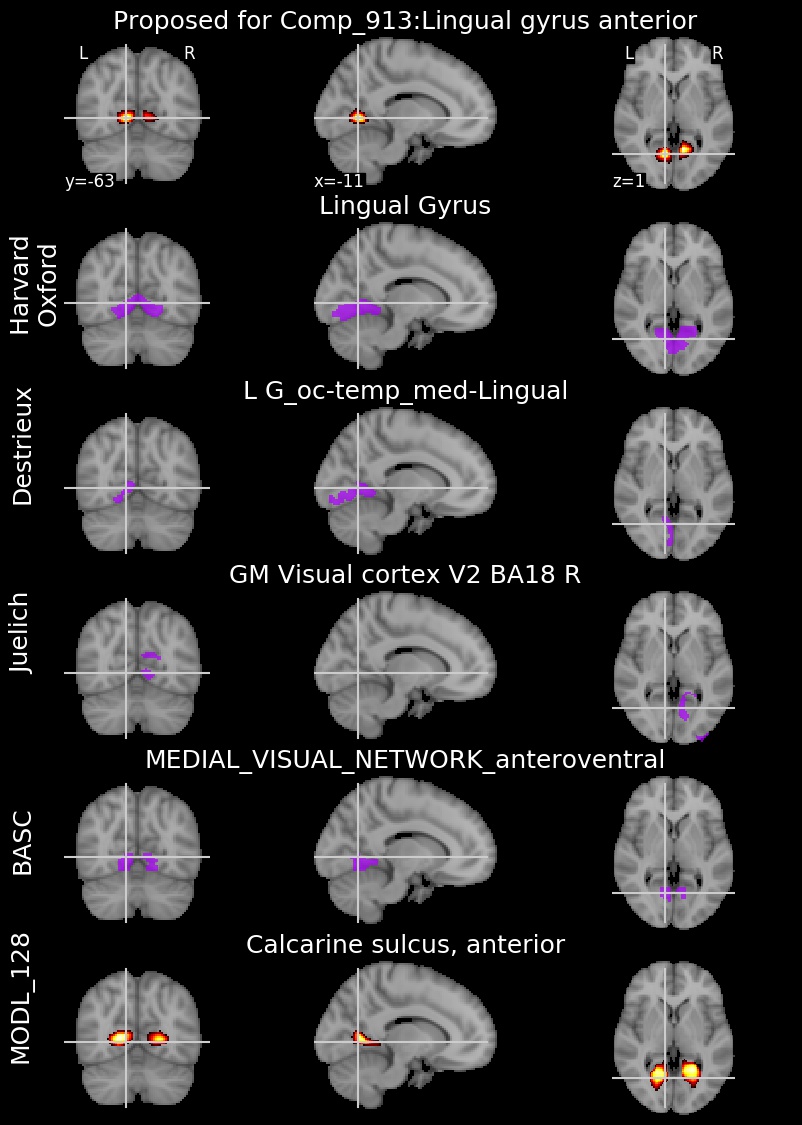 Proposed for Comp_913:Lingual gyrus anterior
L R L R
y=-63 x=-11 z=1
Lingual Gyrus
Harvard
Oxford
L G_oc-temp_med-Lingual
Destrieux
GM Visual cortex V2 BA18 R
Juelich
MEDIAL_VISUAL_NETWORK_anteroventral
BASC
Calcarine sulcus, anterior
MODL_128